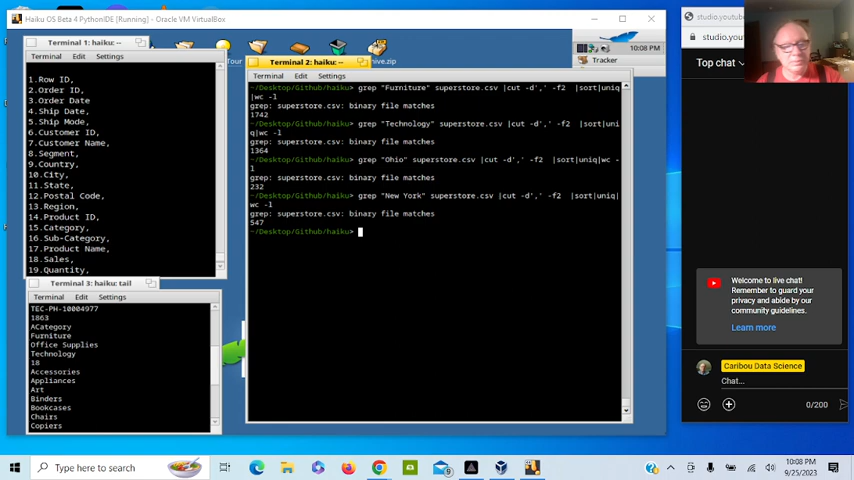 Haiku OS Beta 4 PythonIDE [Running] - Oracle VM VirtualBox
Terminal 1: haiku: --
Terminal Edit Settings
1.Row ID,
2.Order ID,
3.Order Date
4.Ship Date,
5.Ship Mode,
6.Customer ID,
7.Customer Name,
8.Segment,
9.Country,
10.City,
11.State,
12.Postal Code,
13.Region,
14.Product ID,
15.Category,
16.Sub-Category,
17.Product Name,
18.Sales,
19.Quantity,
Terminal 3: haiku: tail
Terminal Edit Settings
TEC-PH-10004977
1863
ACategory
Furniture
Office Supplies
Technology
18
Accessories
Appliances
Art
Binders
Bookcases
Chairs
Copiers
Tour
hive.zip
Terminal 2: haiku: --
Terminal Edit Settings
~/Desktop/Github/haiku> grep "Furniture" superstore.csv |cut -d',' -f2 |sort|uniq
|wc -l
grep: superstore.csv: binary file matches
1742
~/Desktop/Github/haiku> grep "Technology" superstore.csv |cut -d',' -f2 |sort|uni
q|wc -l
grep: superstore.csv: binary file matches
1364
~/Desktop/Github/haiku> grep "Ohio" superstore.csv |cut -d',' -f2 |sort|uniq|wc -
l
grep: superstore.csv: binary file matches
232
~/Desktop/Github/haiku> grep "New York" superstore.csv |cut -d',' -f2 |sort|uniq|
wc -l
grep: superstore.csv: binary file matches
547
~/Desktop/Github/haiku>
10:08 PM
Tracker
studio.youtub
studio.you
Top chat
Welcome to live chat!
Remember to guard your
privacy and abide by our
community guidelines.
Learn more
Caribou Data Science
Chat...
0/200
Type here to search
9
10:08 PM
9/25/2023